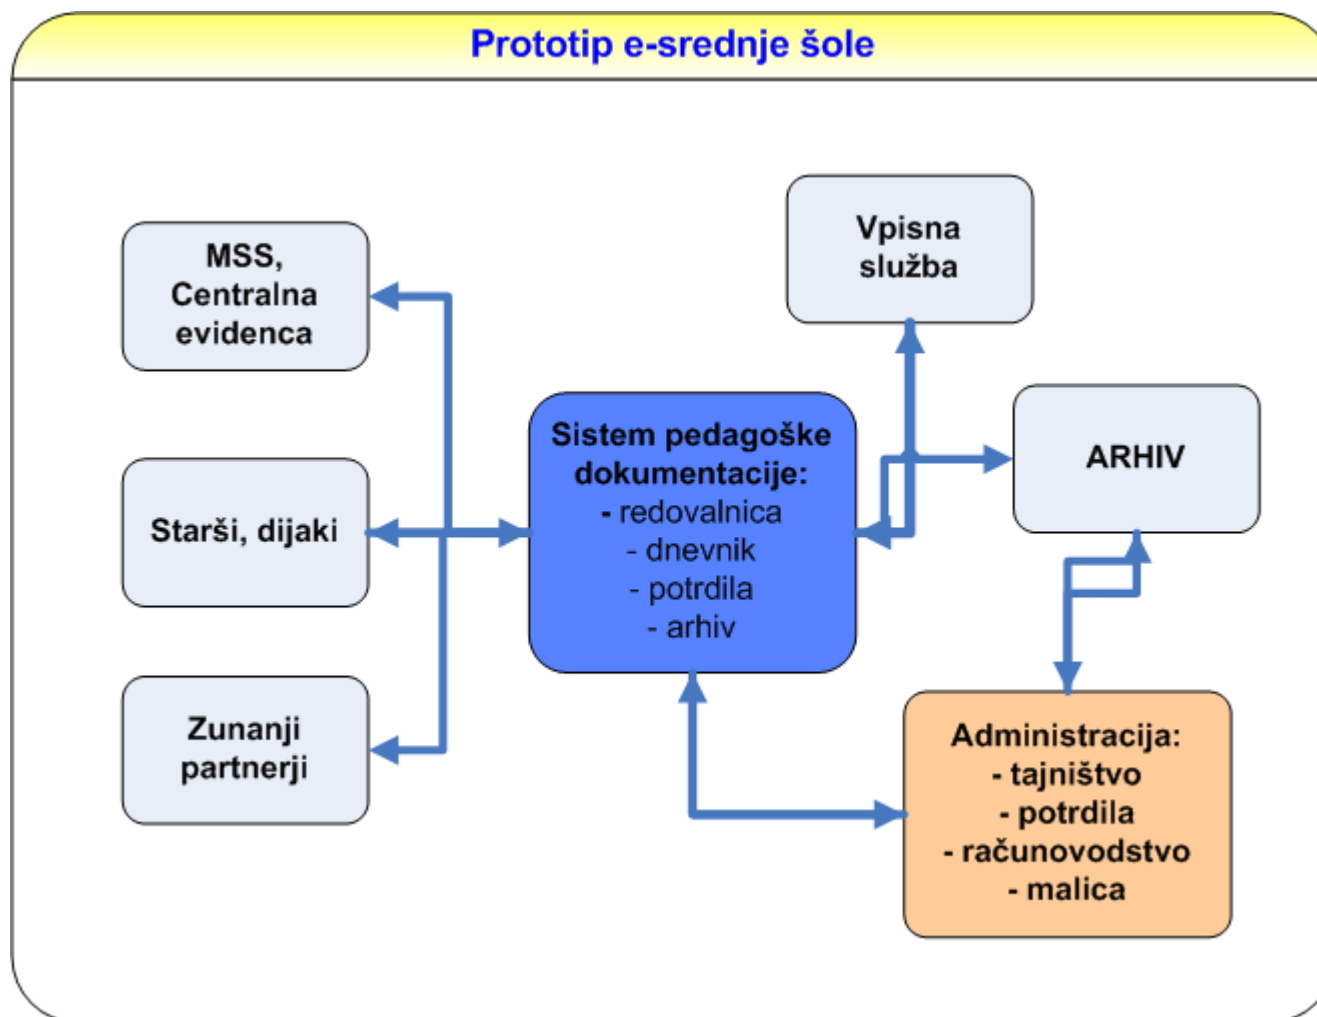 Prototip e-srednje šole
MSS,
Centralna
evidenca
Starši, dijaki
Zunanji
partnerji
Sistem pedagoške
dokumentacije:
- redovalnica
- dnevnik
- potrdila
- arhiv
Vpisna
služba
ARHIV
Administracija:
- tajništvo
- potrdila
- računovodstvo
- malica